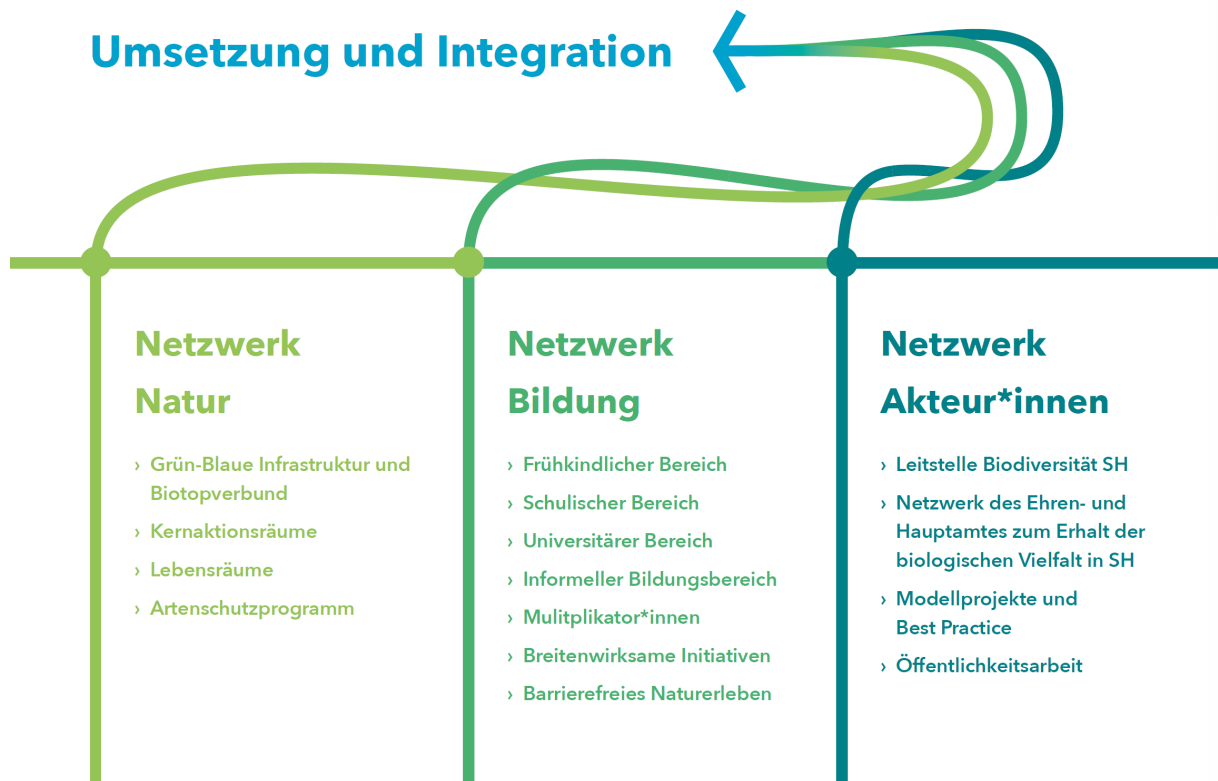 Umsetzung und Integration
Netzwerk
Natur
› Grün-Blaue Infrastruktur und
Biotopverbund
› Kernaktionsräume
› Lebensräume
› Artenschutzprogramm
Netzwerk
Bildung
› Frühkindlicher Bereich
› Schulischer Bereich
› Universitärer Bereich
› Informeller Bildungsbereich
› Mulitplikator*innen
› Breitenwirksame Initiativen
› Barrierefreies Naturerleben
Netzwerk
Akteur*innen
› Leitstelle Biodiversität SH
› Netzwerk des Ehren- und
Hauptamtes zum Erhalt der
biologischen Vielfalt in SH
› Modellprojekte und
Best Practice
› Öffentlichkeitsarbeit